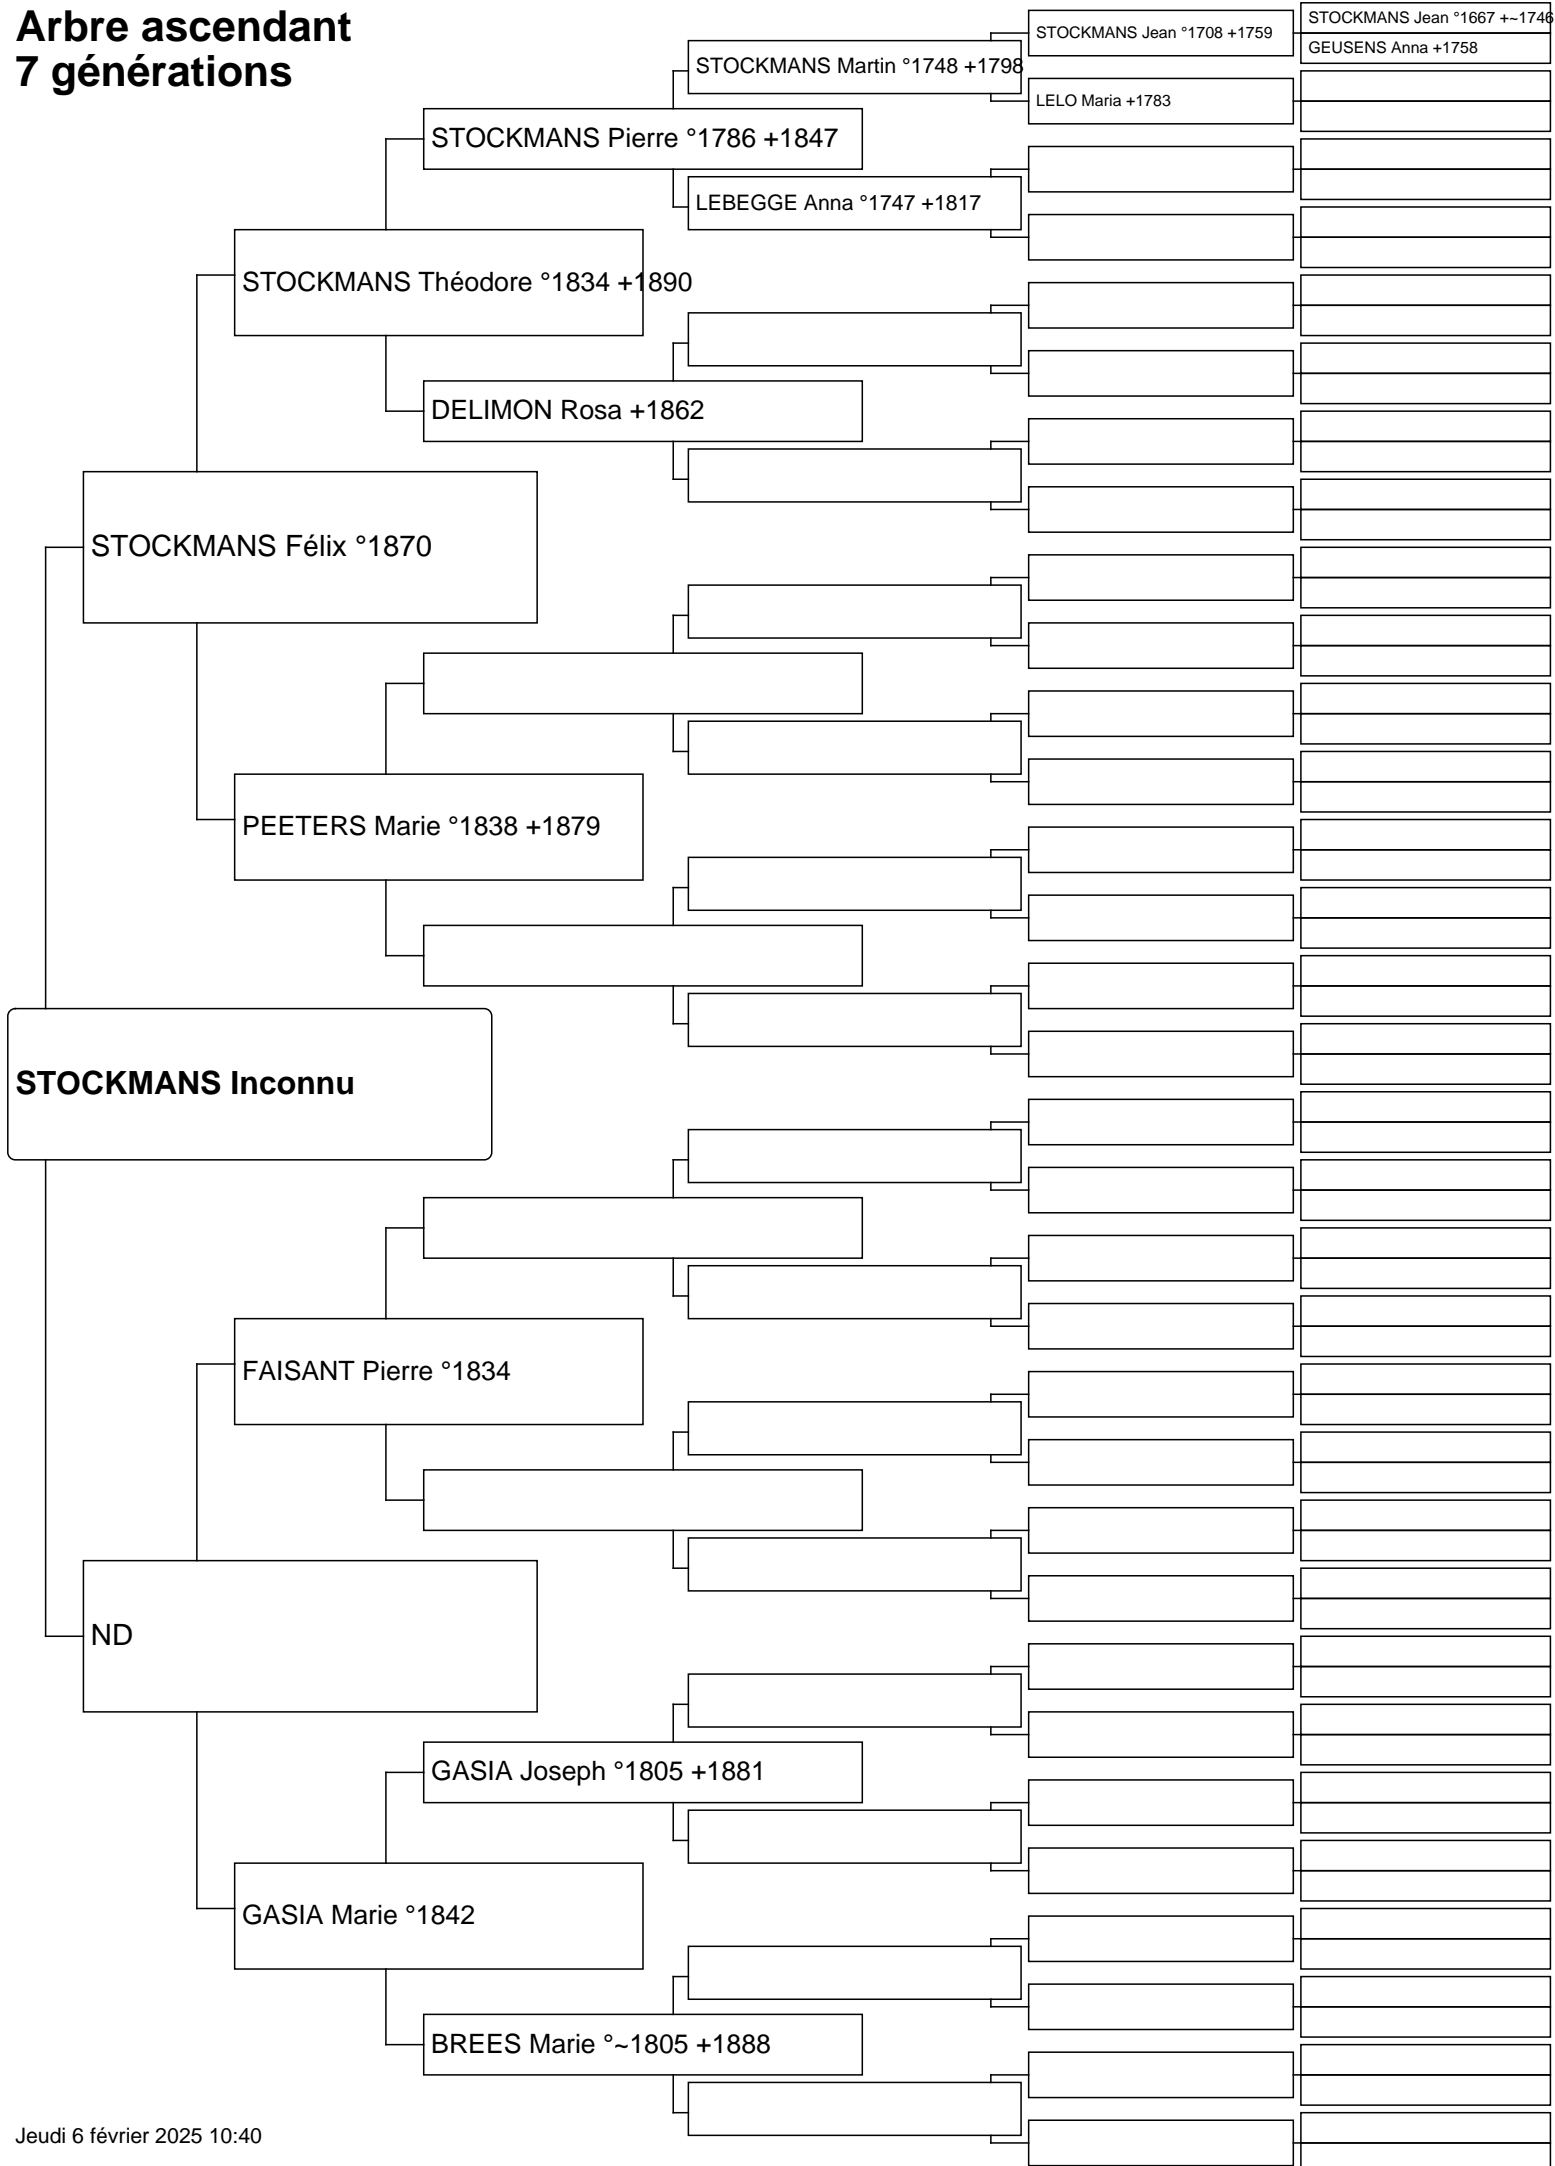 Arbre ascendant
7 générations
STOCKMANS Jean °1667 +~1746
STOCKMANS Jean °1708 +1759
GEUSENS Anna +1758
STOCKMANS Martin °1748 +1798
LELO Maria +1783
STOCKMANS Pierre °1786 +1847
LEBEGGE Anna °1747 +1817
STOCKMANS Théodore °1834 +1890
DELIMON Rosa +1862
STOCKMANS Félix °1870
PEETERS Marie °1838 +1879
STOCKMANS Inconnu
FAISANT Pierre °1834
ND
GASIA Joseph °1805 +1881
GASIA Marie °1842
BREES Marie °~1805 +1888
Jeudi 6 février 2025 10:40